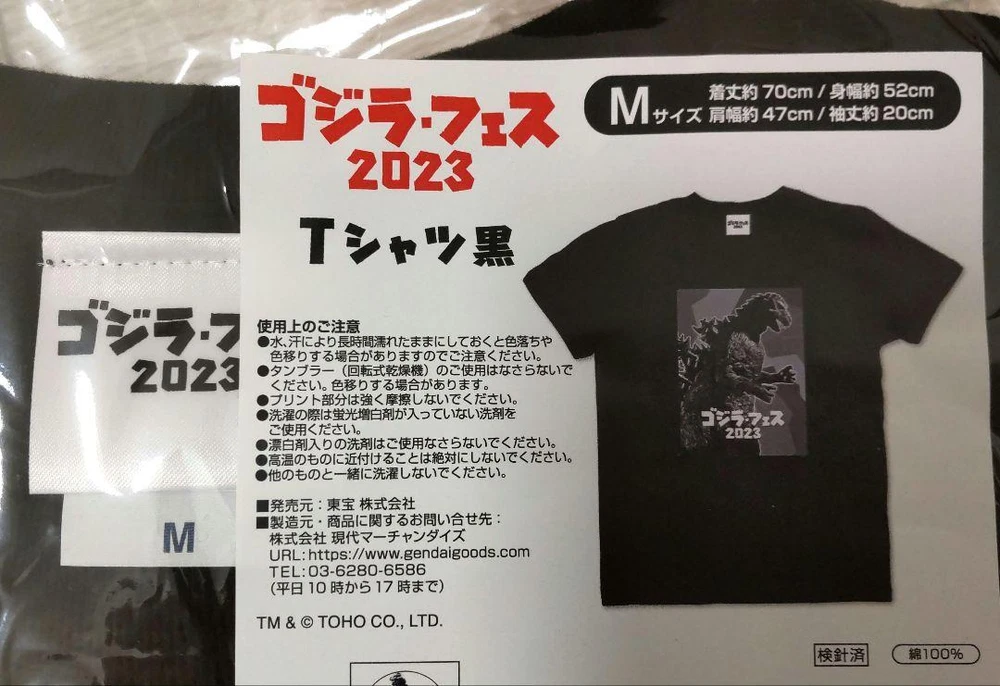 ゴジラ・フェス
2023
Tシャツ黒
Mサイズ
着丈約70cm / 身幅約52cm
肩幅約47cm / 袖丈約20cm
使用上のご注意
●水、汗により長時間濡れたままにしておくと色落ちや
色移りする場合がありますのでご注意ください。
●タンブラー（回転式乾燥機）のご使用はなさらないで
ください。色移りする場合があります。
●プリント部分は強く摩擦しないでください。
●洗濯の際は蛍光増白剤が入っていない洗剤を
ご使用ください。
●漂白剤入りの洗剤はご使用なさらないでください。
●高温のものに近付けることは絶対にしないでください。
●他のものと一緒に洗濯しないでください。
■発売元：東宝 株式会社
■製造元・商品に関するお問い合せ先：
株式会社 現代マーチャンダイズ
URL:https://www.gendaigoods.com
TEL:03-6280-6586
（平日10時から17時まで）
TM & © TOHO CO., LTD.
ゴジラ・フェス
2023
検針済
綿100%
ゴジラ・フ
2023
M